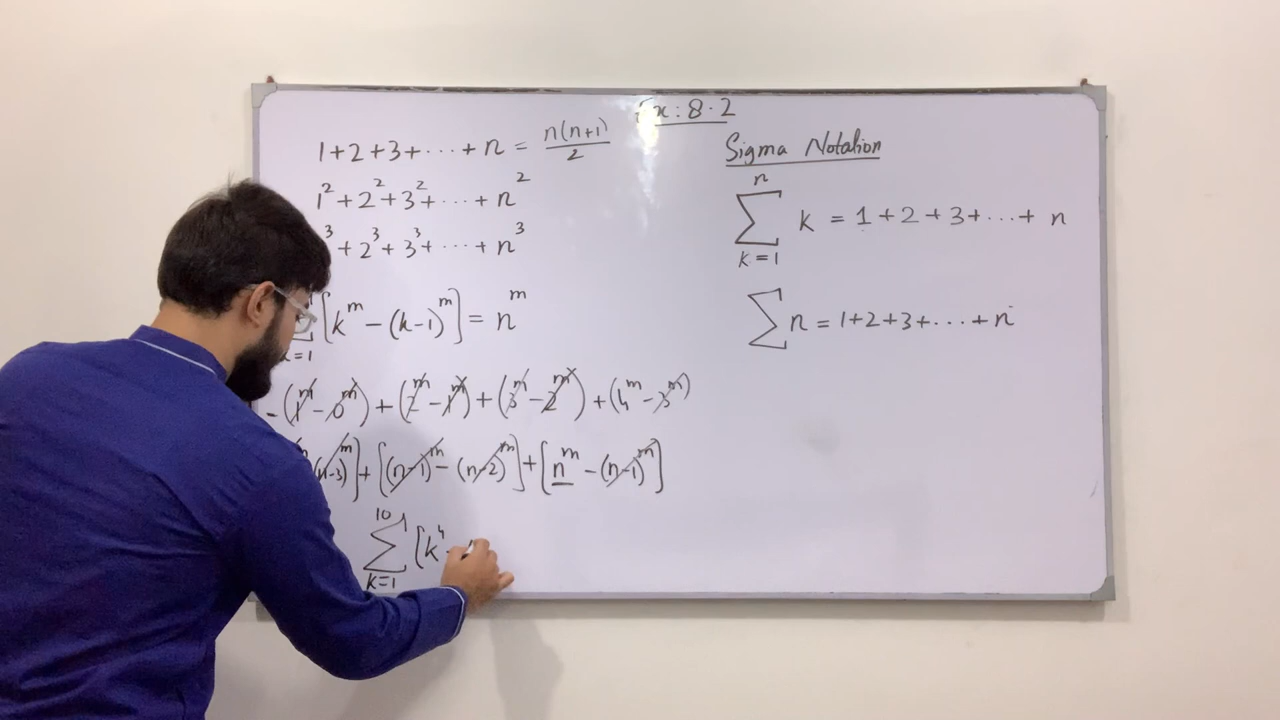 x: 8.2
1+2+3+...+n = n(n+1)/2
1² + 2² + 3² + ... + n²
³ + 2³ + 3³ + ... + n³
k=1 [k^m - (k-1)^m] = n^m
- (1^m - 0^m) + (2^m - 1^m) + (3^m - 2^m) + (4^m - 3^m)
(n-3)^m] + [(n-1)^m - (n-2)^m] + [n^m - (n-1)^m]
10 ∑ k=1 [k⁴ -
Sigma Notation
n ∑ k=1 k = 1+2+3+...+ n
∑ n = 1+2+3+...+n